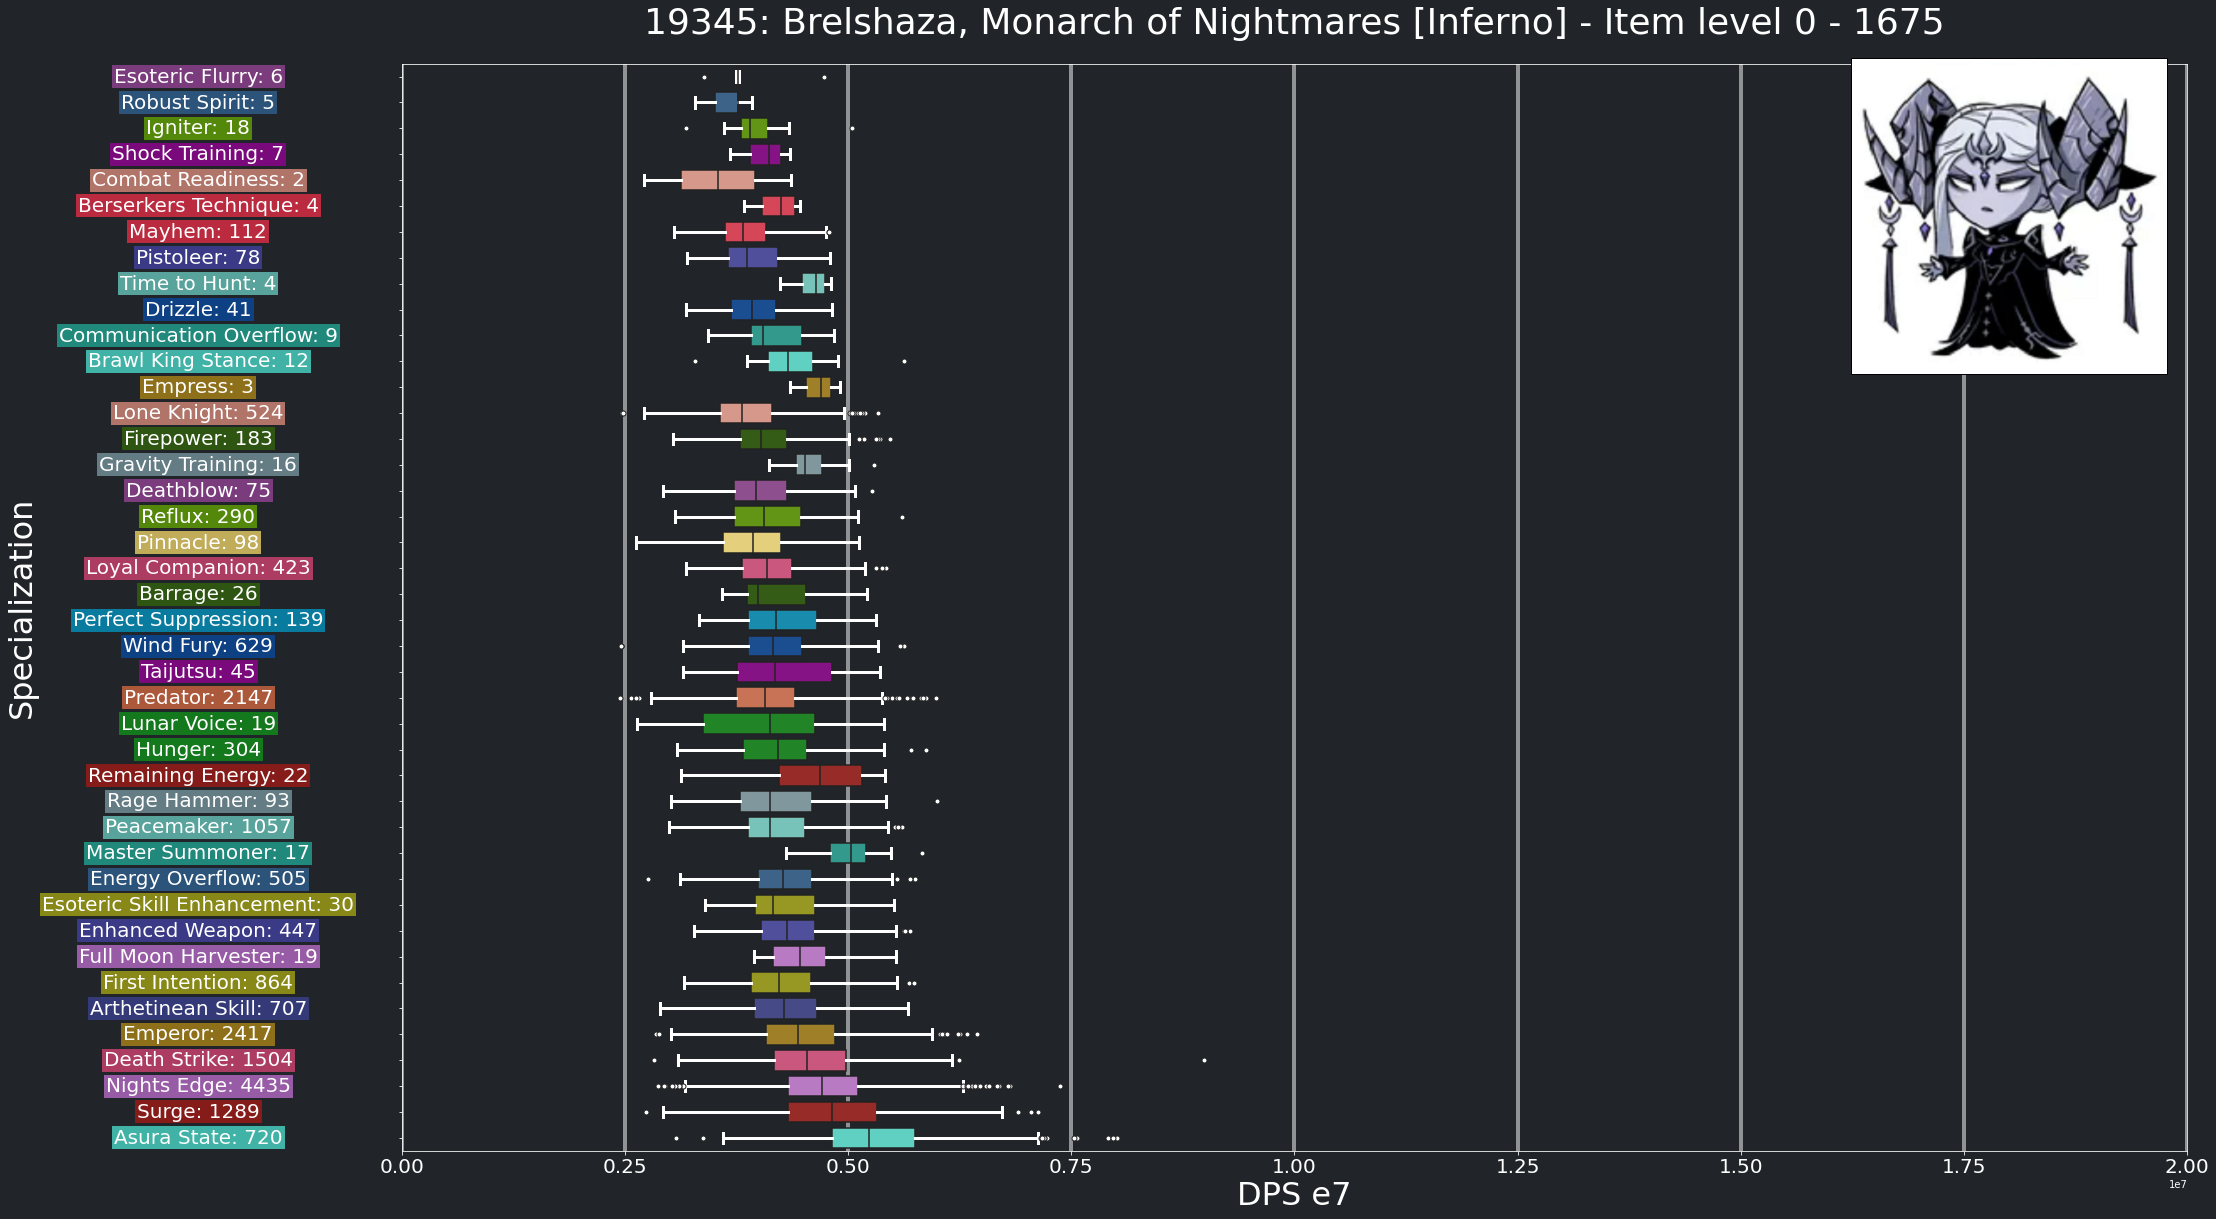 19345: Brelshaza, Monarch of Nightmares [Inferno] - Item level 0 - 1675
Esoteric Flurry: 6
Robust Spirit: 5
Igniter: 18
Shock Training: 7
Combat Readiness: 2
Berserkers Technique: 4
Mayhem: 112
Pistoleer: 78
Time to Hunt: 4
Drizzle: 41
Communication Overflow: 9
Brawl King Stance: 12
Empress: 3
Lone Knight: 524
Firepower: 183
Gravity Training: 16
Deathblow: 75
Reflux: 290
Pinnacle: 98
Loyal Companion: 423
Barrage: 26
Perfect Suppression: 139
Wind Fury: 629
Taijutsu: 45
Predator: 2147
Lunar Voice: 19
Hunger: 304
Remaining Energy: 22
Rage Hammer: 93
Peacemaker: 1057
Master Summoner: 17
Energy Overflow: 505
Esoteric Skill Enhancement: 30
Enhanced Weapon: 447
Full Moon Harvester: 19
First Intention: 864
Arthetinean Skill: 707
Emperor: 2417
Death Strike: 1504
Nights Edge: 4435
Surge: 1289
Asura State: 720
Specialization
0.00 0.25 0.50 0.75 1.00 1.25 1.50 1.75 2.00
1e7
DPS e7